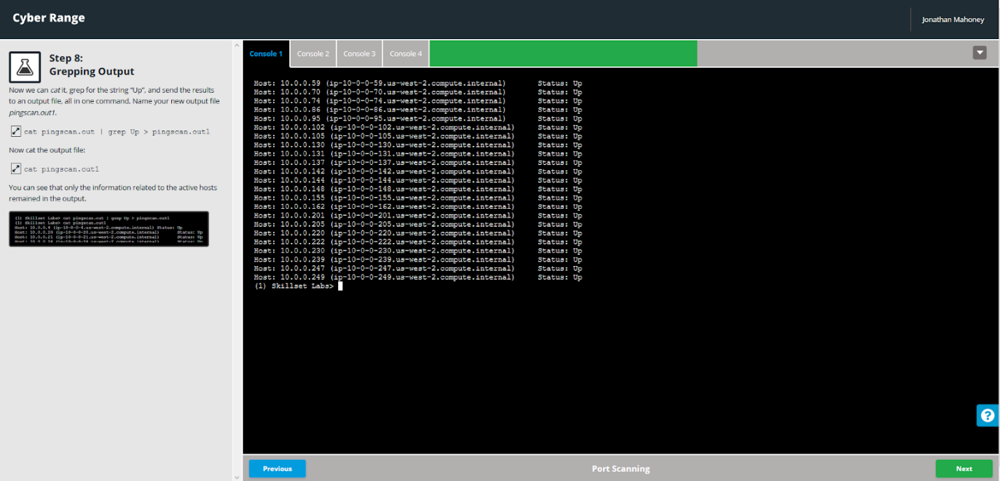 Cyber Range
Jonathan Mahoney
Step 8:
Grepping Output
Now we can cat it, grep for the string "Up", and send the results
to an output file, all in one command. Name your new output file
pingscan.out1.
cat pingscan.out | grep Up > pingscan.out1
Now cat the output file:
cat pingscan.out1
You can see that only the information related to the active hosts
remained in the output.
(1) Skillset Labs> cat pingscan.out | grep Up > pingscan.out1
(1) Skillset Labs> cat pingscan.out1
Host: 10.0.0.4 (ip-10-0-0-4.us-west-2.compute.internal) Status: Up
Host: 10.0.0.20 (ip-10-0-0-20.us-west-2.compute.internal) Status: Up
Host: 10.0.0.21 (ip-10-0-0-21.us-west-2.compute.internal) Status: Up
Console 1 Console 2 Console 3 Console 4
Host: 10.0.0.59 (ip-10-0-0-59.us-west-2.compute.internal) Status: Up
Host: 10.0.0.70 (ip-10-0-0-70.us-west-2.compute.internal) Status: Up
Host: 10.0.0.74 (ip-10-0-0-74.us-west-2.compute.internal) Status: Up
Host: 10.0.0.86 (ip-10-0-0-86.us-west-2.compute.internal) Status: Up
Host: 10.0.0.95 (ip-10-0-0-95.us-west-2.compute.internal) Status: Up
Host: 10.0.0.102 (ip-10-0-0-102.us-west-2.compute.internal) Status: Up
Host: 10.0.0.105 (ip-10-0-0-105.us-west-2.compute.internal) Status: Up
Host: 10.0.0.130 (ip-10-0-0-130.us-west-2.compute.internal) Status: Up
Host: 10.0.0.131 (ip-10-0-0-131.us-west-2.compute.internal) Status: Up
Host: 10.0.0.137 (ip-10-0-0-137.us-west-2.compute.internal) Status: Up
Host: 10.0.0.142 (ip-10-0-0-142.us-west-2.compute.internal) Status: Up
Host: 10.0.0.144 (ip-10-0-0-144.us-west-2.compute.internal) Status: Up
Host: 10.0.0.148 (ip-10-0-0-148.us-west-2.compute.internal) Status: Up
Host: 10.0.0.155 (ip-10-0-0-155.us-west-2.compute.internal) Status: Up
Host: 10.0.0.162 (ip-10-0-0-162.us-west-2.compute.internal) Status: Up
Host: 10.0.0.201 (ip-10-0-0-201.us-west-2.compute.internal) Status: Up
Host: 10.0.0.205 (ip-10-0-0-205.us-west-2.compute.internal) Status: Up
Host: 10.0.0.220 (ip-10-0-0-220.us-west-2.compute.internal) Status: Up
Host: 10.0.0.222 (ip-10-0-0-222.us-west-2.compute.internal) Status: Up
Host: 10.0.0.230 (ip-10-0-0-230.us-west-2.compute.internal) Status: Up
Host: 10.0.0.239 (ip-10-0-0-239.us-west-2.compute.internal) Status: Up
Host: 10.0.0.247 (ip-10-0-0-247.us-west-2.compute.internal) Status: Up
Host: 10.0.0.249 (ip-10-0-0-249.us-west-2.compute.internal) Status: Up
(1) Skillset Labs>
?
Previous
Port Scanning
Next